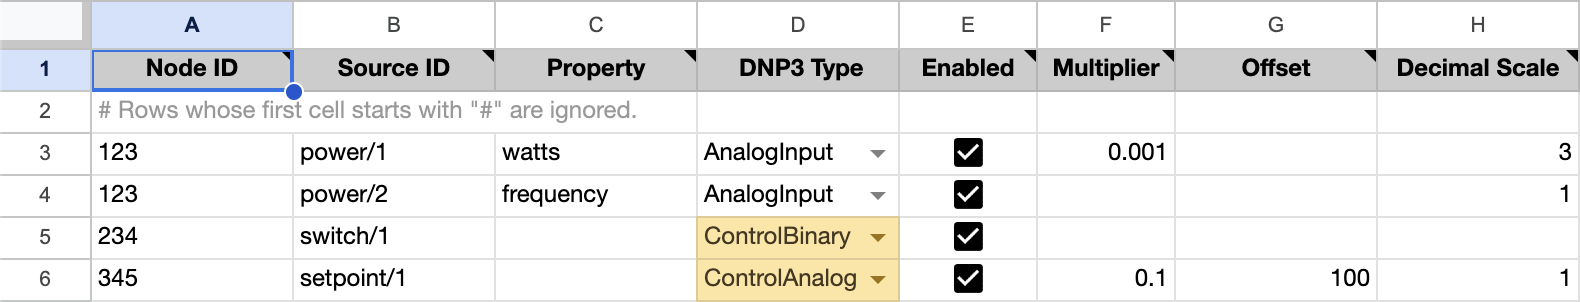 A B C D E F G H
1 Node ID Source ID Property DNP3 Type Enabled Multiplier Offset Decimal Scale
2 # Rows whose first cell starts with "#" are ignored.
3 123 power/1 watts AnalogInput 0.001 3
4 123 power/2 frequency AnalogInput 1
5 234 switch/1 ControlBinary
6 345 setpoint/1 ControlAnalog 0.1 100 1